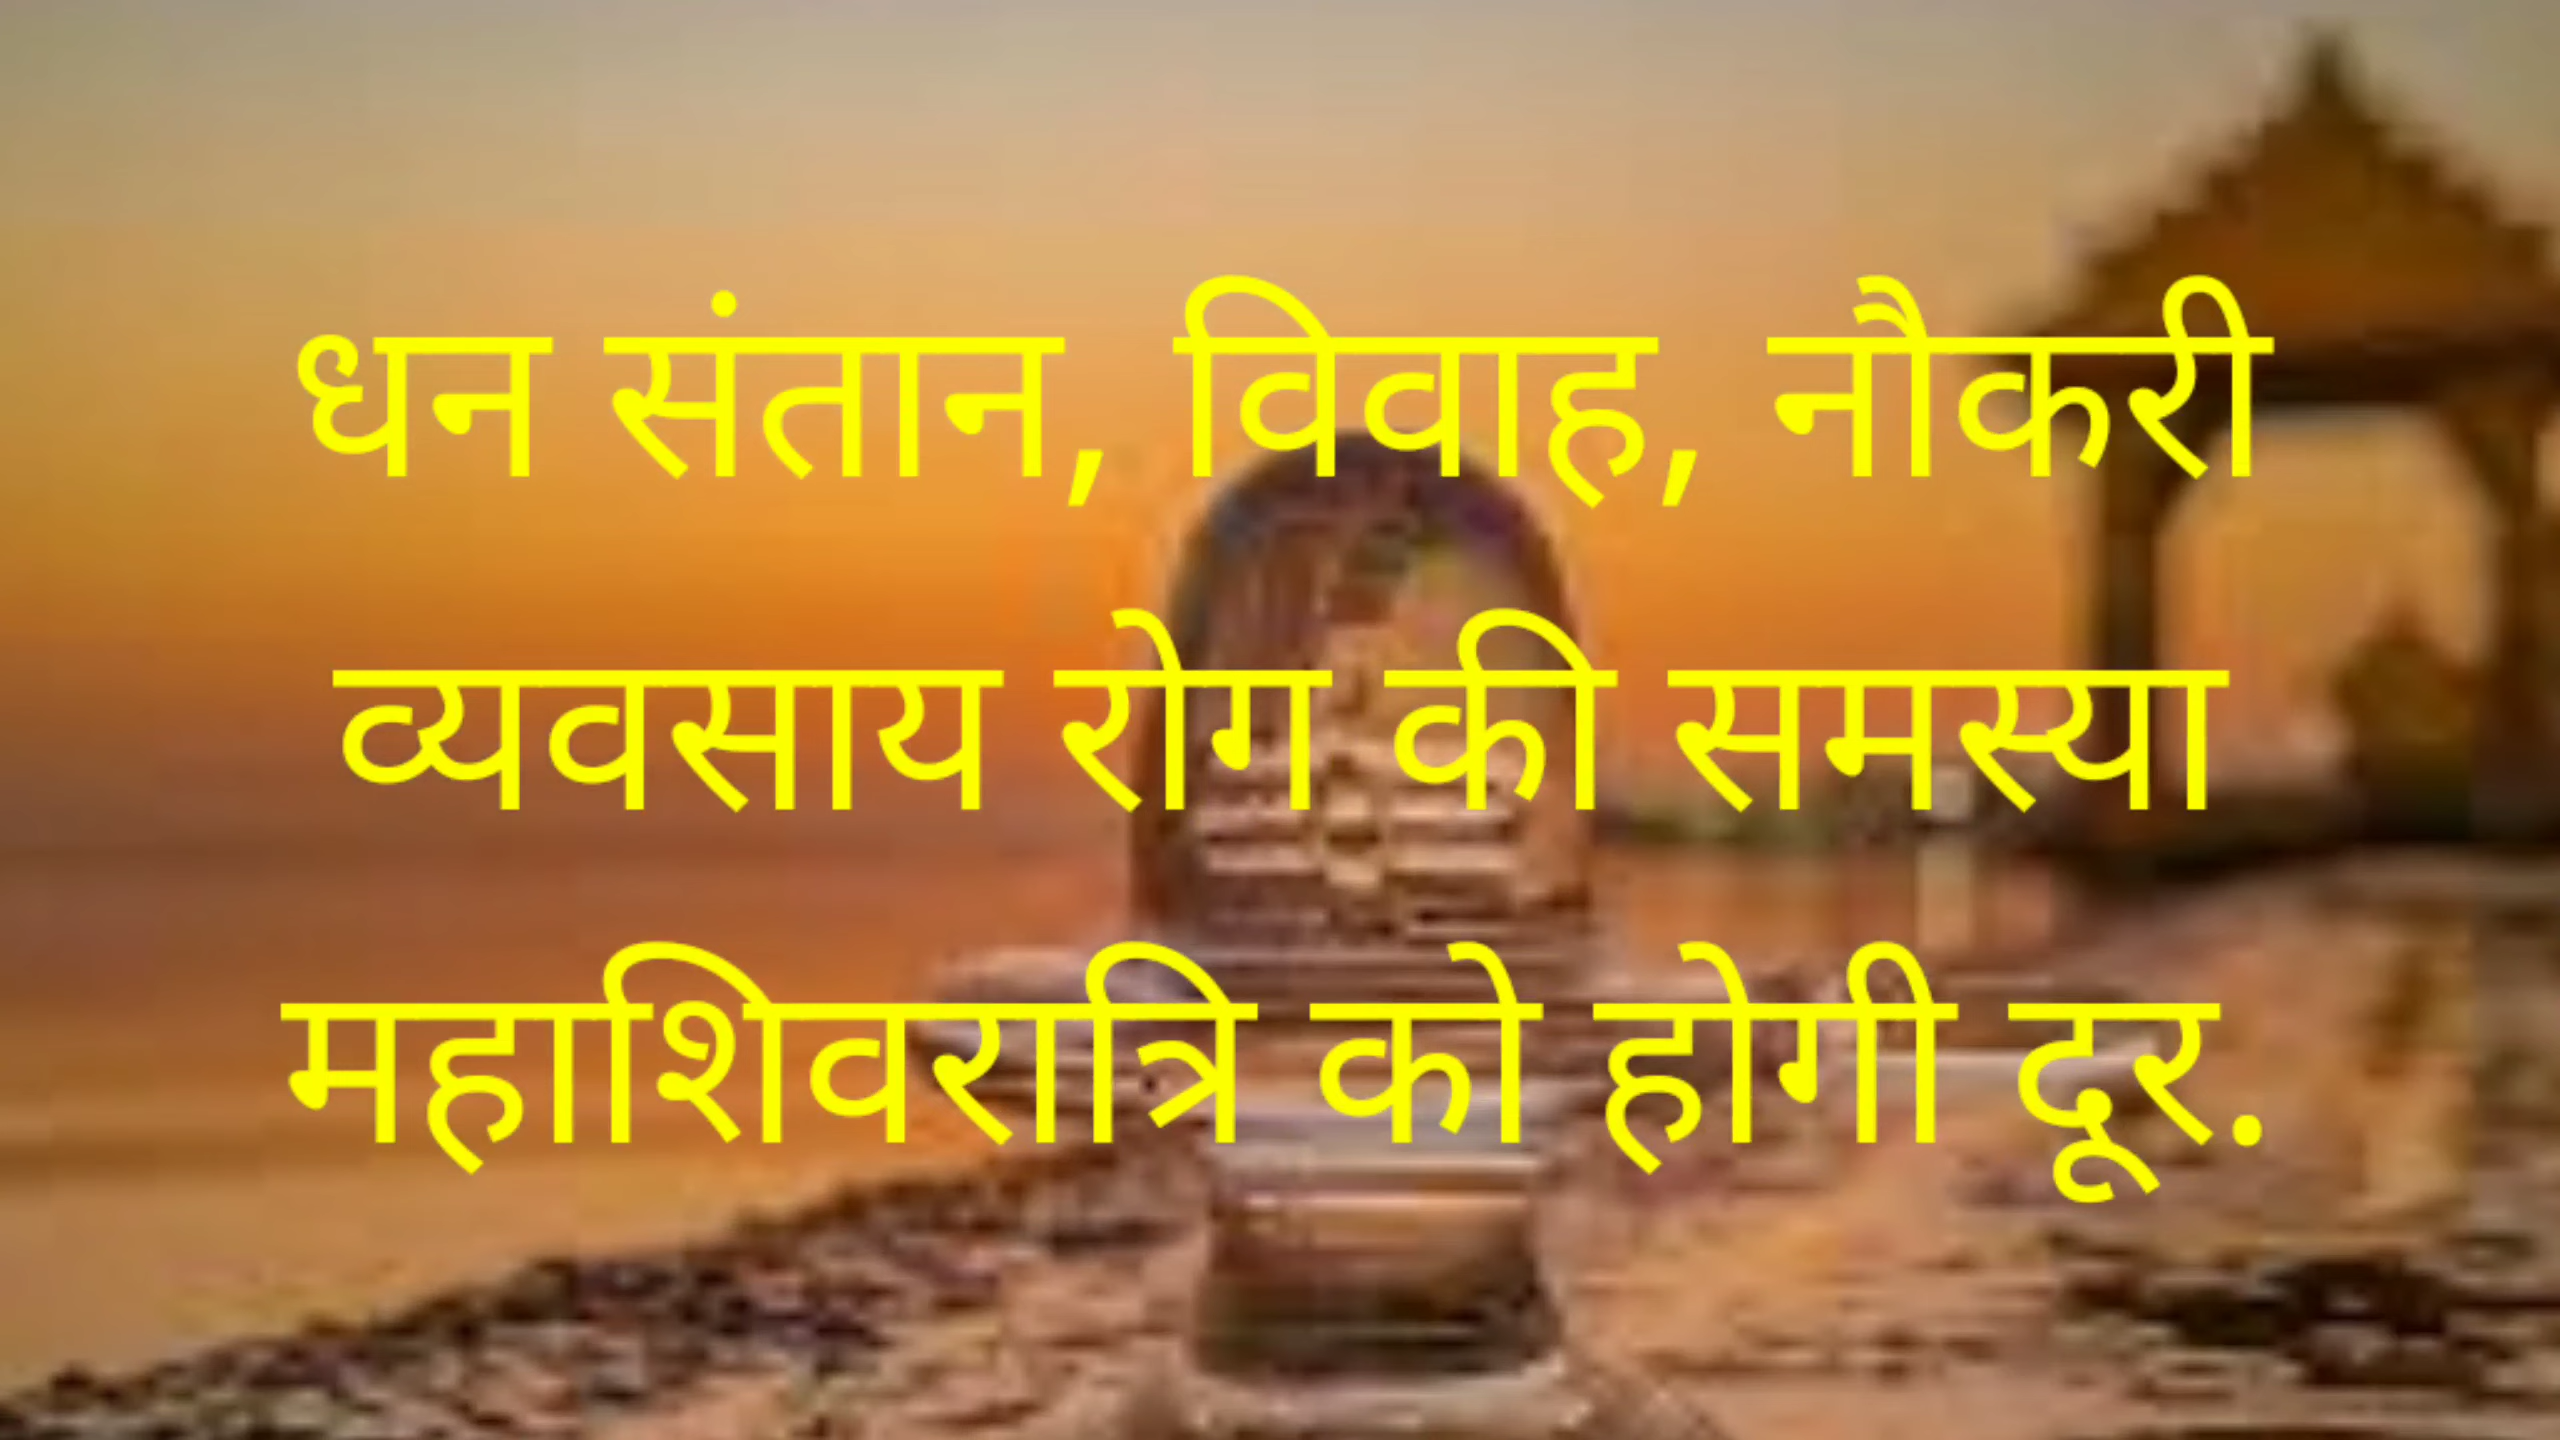 धन संतान, विवाह, नौकरी
व्यवसाय रोग की समस्या
महाशिवरात्रि को होगी दूर.